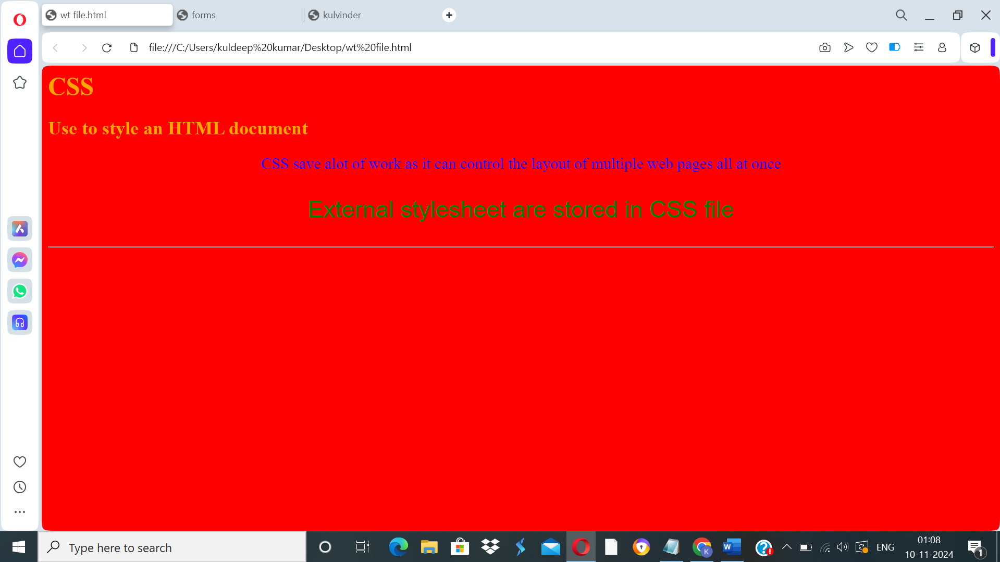 wt file.html
forms
kulvinder
file:///C:/Users/kuldeep%20kumar/Desktop/wt%20file.html
CSS
Use to style an HTML document
CSS save alot of work as it can control the layout of multiple web pages all at once
External stylesheet are stored in CSS file
Type here to search
K
W
ENG
01:08
10-11-2024
1